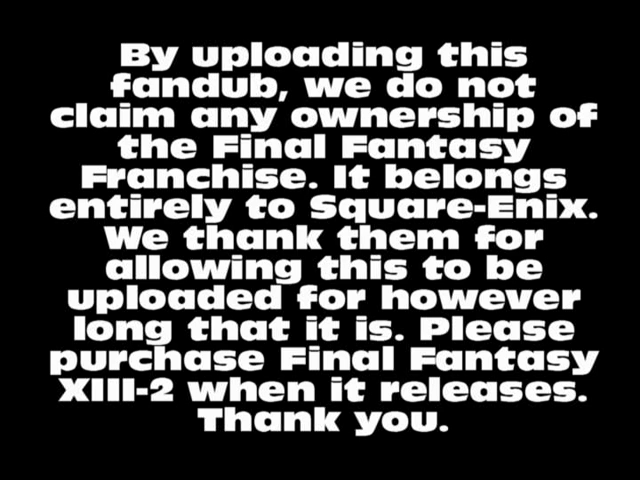 By uploading this
fandub, we do not
claim any ownership of
the Final Fantasy
Franchise. It belongs
entirely to Square-Enix.
We thank them for
allowing this to be
uploaded for however
long that it is. Please
purchase Final Fantasy
XIII-2 when it releases.
Thank you.